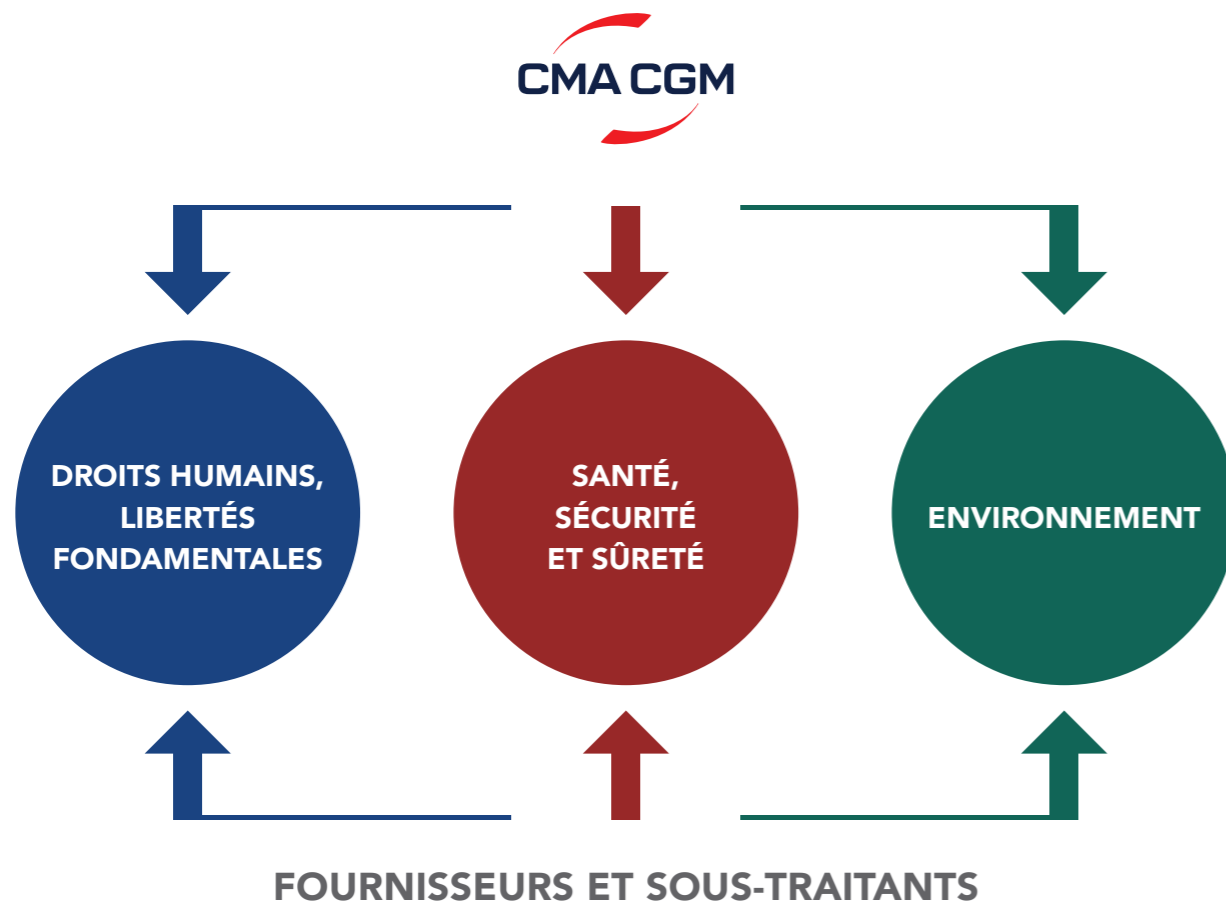 CMA CGM
DROITS HUMAINS,
LIBERTÉS
FONDAMENTALES
SANTÉ,
SÉCURITÉ
ET SÛRETÉ
ENVIRONNEMENT
FOURNISSEURS ET SOUS-TRAITANTS